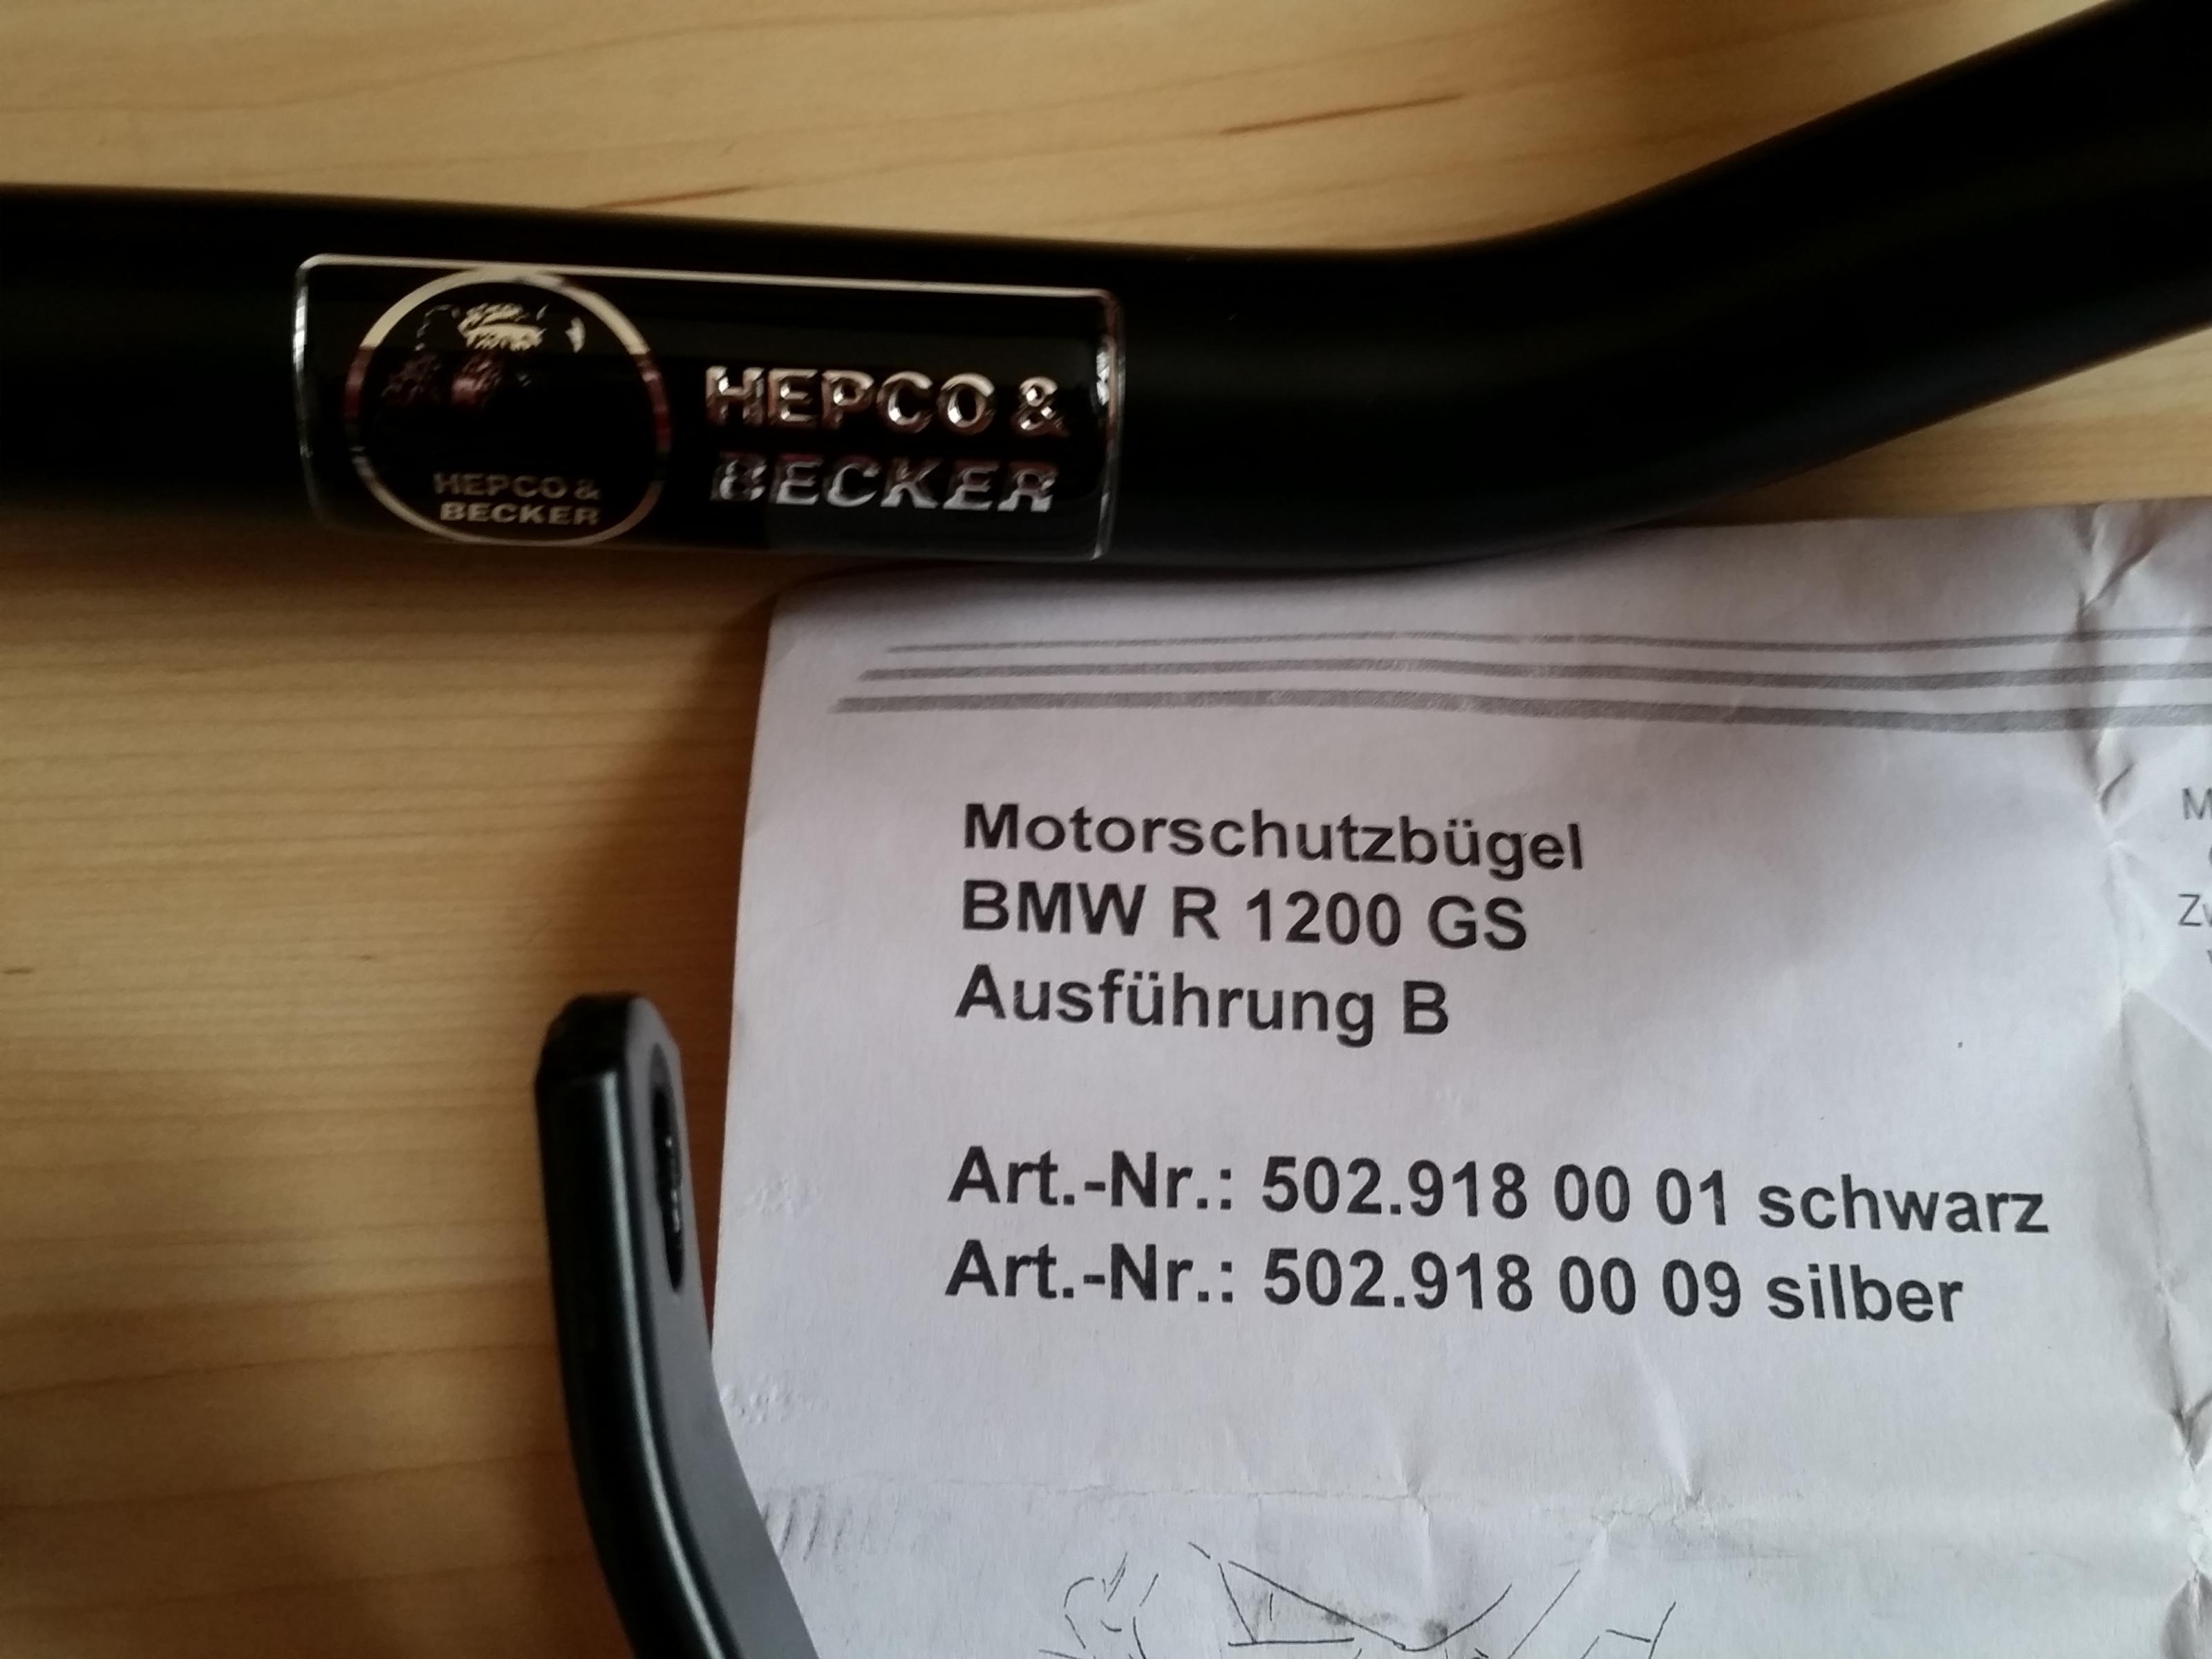 HEPCO &
BECKER
HEPCO &
BECKER
Motorschutzbügel
BMW R 1200 GS
Ausführung B
Art.-Nr.: 502.918 00 01 schwarz
Art.-Nr.: 502.918 00 09 silber